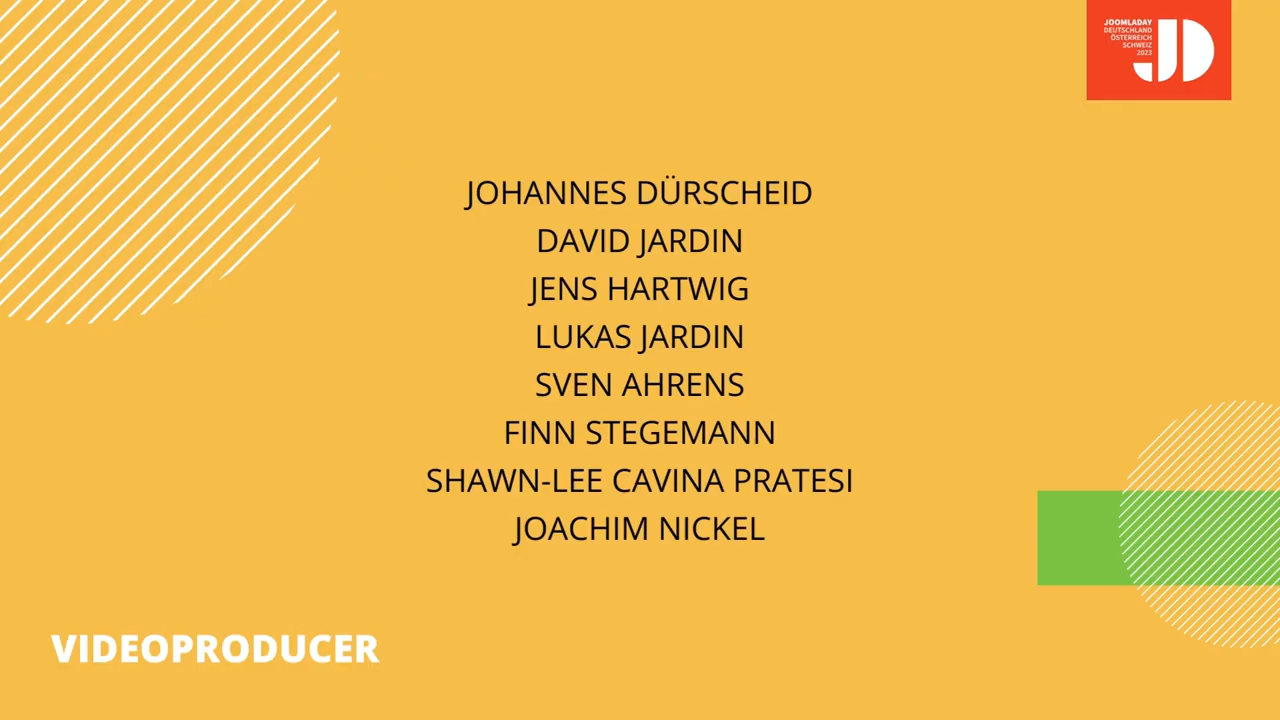 JOOMLADAY
DEUTSCHLAND
ÖSTERREICH
SCHWEIZ
2023
JD
JOHANNES DÜRSCHEID
DAVID JARDIN
JENS HARTWIG
LUKAS JARDIN
SVEN AHRENS
FINN STEGEMANN
SHAWN-LEE CAVINA PRATESI
JOACHIM NICKEL
VIDEOPRODUCER